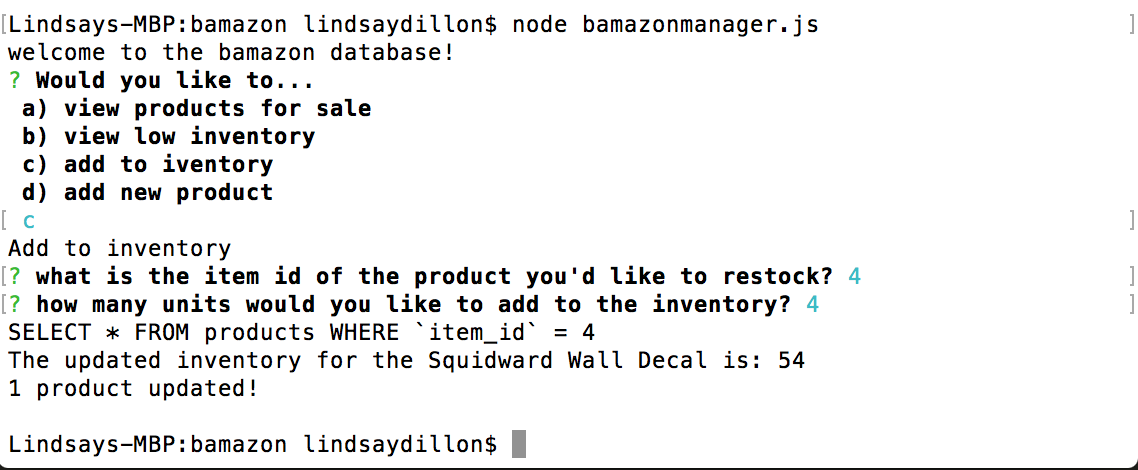 [Lindsays-MBP:bamazon lindsaydillon$ node bamazonmanager.js ]
welcome to the bamazon database!
? Would you like to...
a) view products for sale
b) view low inventory
c) add to iventory
d) add new product
[ c ]
Add to inventory
[? what is the item id of the product you'd like to restock? 4 ]
[? how many units would you like to add to the inventory? 4 ]
SELECT * FROM products WHERE `item_id` = 4
The updated inventory for the Squidward Wall Decal is: 54
1 product updated!
Lindsays-MBP:bamazon lindsaydillon$